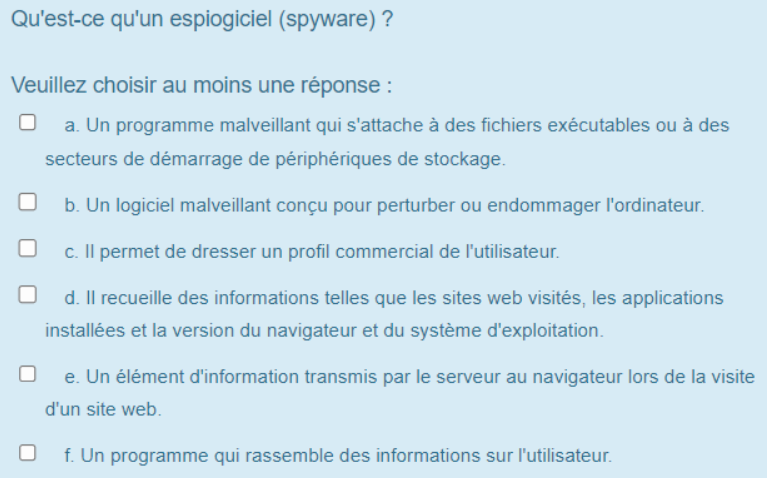 Qu'est-ce qu'un espiogiciel (spyware) ?
Veuillez choisir au moins une réponse :
a. Un programme malveillant qui s'attache à des fichiers exécutables ou à des
secteurs de démarrage de périphériques de stockage.
b. Un logiciel malveillant conçu pour perturber ou endommager l'ordinateur.
c. Il permet de dresser un profil commercial de l'utilisateur.
d. Il recueille des informations telles que les sites web visités, les applications
installées et la version du navigateur et du système d'exploitation.
e. Un élément d'information transmis par le serveur au navigateur lors de la visite
d'un site web.
f. Un programme qui rassemble des informations sur l'utilisateur.